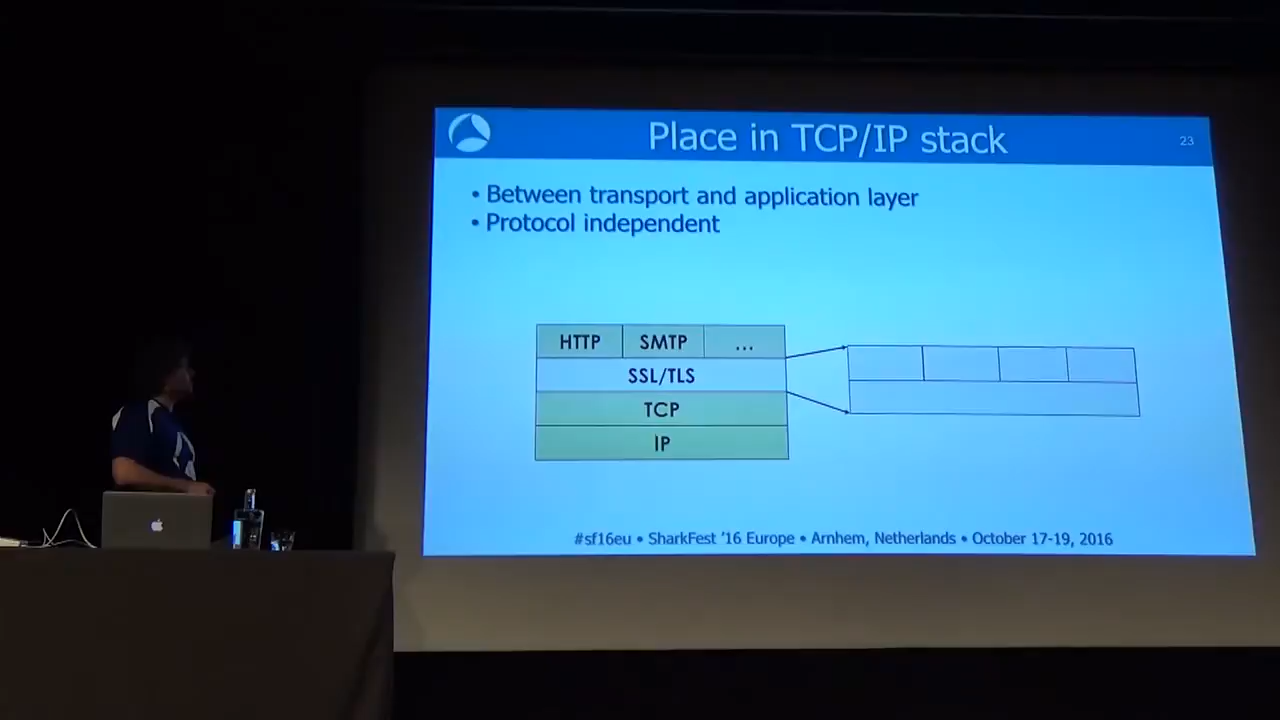 Place in TCP/IP stack
23
• Between transport and application layer
• Protocol independent
HTTP SMTP ...
SSL/TLS
TCP
IP
#sf16eu • SharkFest '16 Europe • Arnhem, Netherlands • October 17-19, 2016